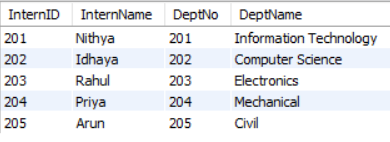 InternID InternName DeptNo DeptName
201 Nithya 201 Information Technology
202 Idhaya 202 Computer Science
203 Rahul 203 Electronics
204 Priya 204 Mechanical
205 Arun 205 Civil